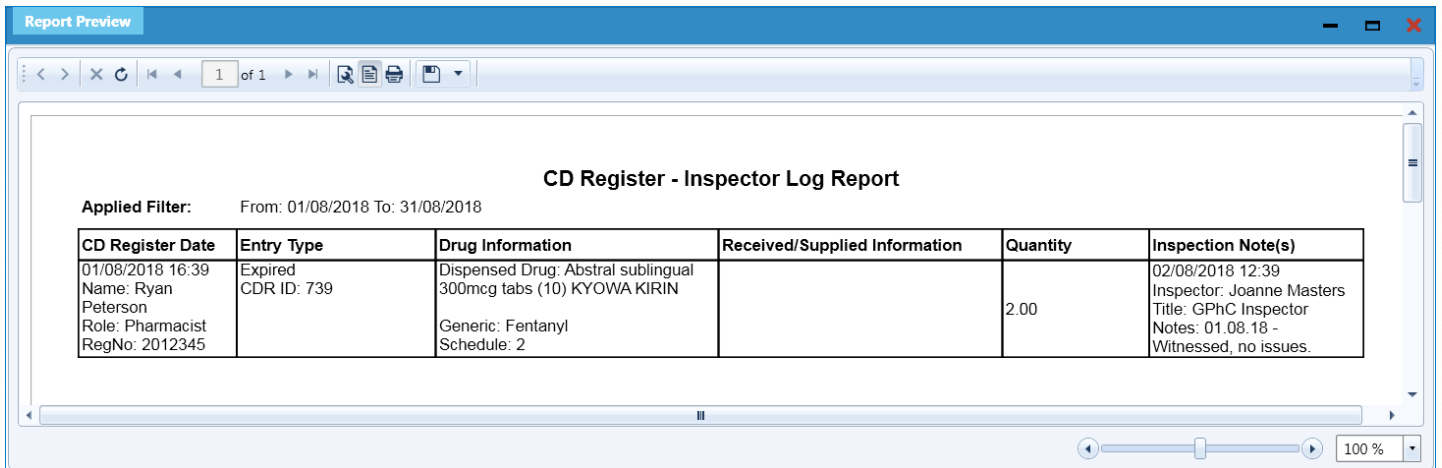 Report Preview
1 of 1
CD Register - Inspector Log Report
Applied Filter: From: 01/08/2018 To: 31/08/2018
CD Register Date Entry Type Drug Information Received/Supplied Information Quantity Inspection Note(s)
01/08/2018 16:39
Name: Ryan
Peterson
Role: Pharmacist
RegNo: 2012345
Expired
CDR ID: 739
Dispensed Drug: Abstral sublingual
300mcg tabs (10) KYOWA KIRIN
Generic: Fentanyl
Schedule: 2
2.00
02/08/2018 12:39
Inspector: Joanne Masters
Title: GPhC Inspector
Notes: 01.08.18 -
Witnessed, no issues.
100 %